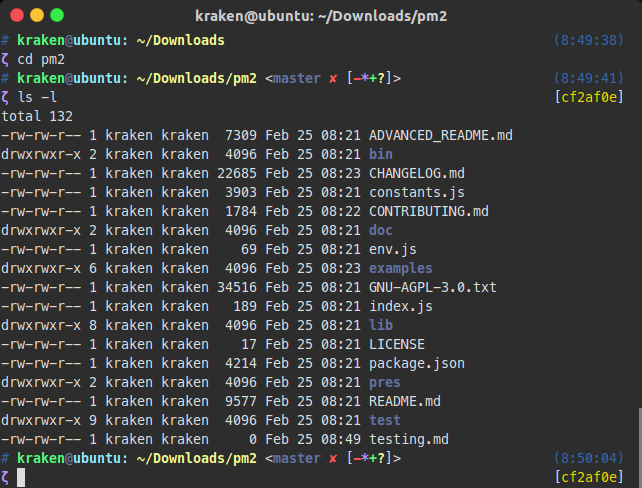 kraken@ubuntu: ~/Downloads/pm2
# kraken@ubuntu: ~/Downloads (8:49:38)
ζ cd pm2
# kraken@ubuntu: ~/Downloads/pm2 <master ✘ [−*+?]> (8:49:41)
ζ ls -l [cf2af0e]
total 132
-rw-rw-r-- 1 kraken kraken  7309 Feb 25 08:21 ADVANCED_README.md
drwxrwxr-x 2 kraken kraken  4096 Feb 25 08:21 bin
-rw-rw-r-- 1 kraken kraken 22685 Feb 25 08:23 CHANGELOG.md
-rw-rw-r-- 1 kraken kraken  3903 Feb 25 08:21 constants.js
-rw-rw-r-- 1 kraken kraken  1784 Feb 25 08:22 CONTRIBUTING.md
drwxrwxr-x 2 kraken kraken  4096 Feb 25 08:21 doc
-rw-rw-r-- 1 kraken kraken    69 Feb 25 08:21 env.js
drwxrwxr-x 6 kraken kraken  4096 Feb 25 08:23 examples
-rw-rw-r-- 1 kraken kraken 34516 Feb 25 08:21 GNU-AGPL-3.0.txt
-rw-rw-r-- 1 kraken kraken   189 Feb 25 08:21 index.js
drwxrwxr-x 8 kraken kraken  4096 Feb 25 08:21 lib
-rw-rw-r-- 1 kraken kraken    17 Feb 25 08:21 LICENSE
-rw-rw-r-- 1 kraken kraken  4214 Feb 25 08:21 package.json
drwxrwxr-x 2 kraken kraken  4096 Feb 25 08:21 pres
-rw-rw-r-- 1 kraken kraken  9577 Feb 25 08:21 README.md
drwxrwxr-x 9 kraken kraken  4096 Feb 25 08:21 test
-rw-rw-r-- 1 kraken kraken     0 Feb 25 08:49 testing.md
# kraken@ubuntu: ~/Downloads/pm2 <master ✘ [−*+?]> (8:50:04)
ζ [cf2af0e]